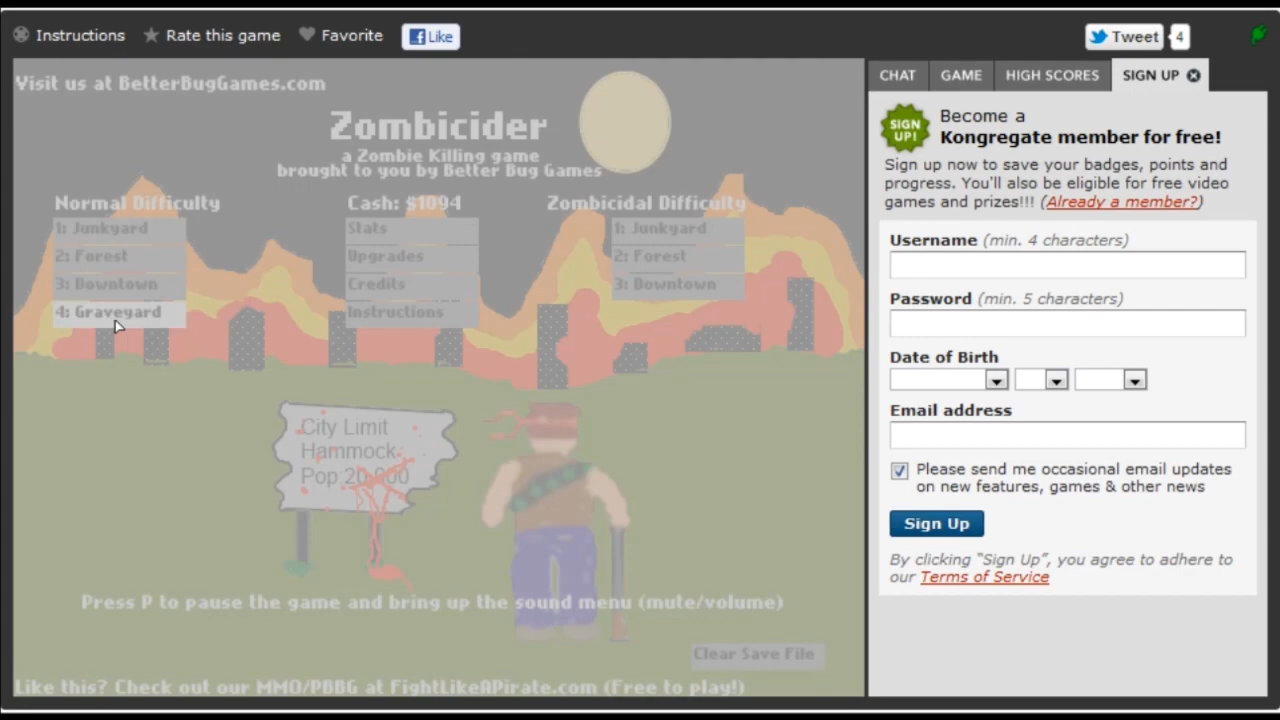 Instructions
Rate this game
Favorite
Like
Tweet
4
Visit us at BetterBugGames.com
Zombicider
a Zombie Killing game
brought to you by Better Bug Games
Normal Difficulty
1: Junkyard
2: Forest
3: Downtown
4: Graveyard
Cash: $1094
Stats
Upgrades
Credits
Instructions
Zombicidal Difficulty
1: Junkyard
2: Forest
3: Downtown
City Limit
Hammock
Pop:20,000
Press P to pause the game and bring up the sound menu (mute/volume)
Clear Save File
Like this? Check out our MMO/PBBG at FightLikeAPirate.com (Free to play!)
CHAT
GAME
HIGH SCORES
SIGN UP
SIGN
UP!
Become a
Kongregate member for free!
Sign up now to save your badges, points and
progress. You'll also be eligible for free video
games and prizes!!! (Already a member?)
Username (min. 4 characters)
Password (min. 5 characters)
Date of Birth
Email address
Please send me occasional email updates
on new features, games & other news
Sign Up
By clicking "Sign Up", you agree to adhere to
our Terms of Service